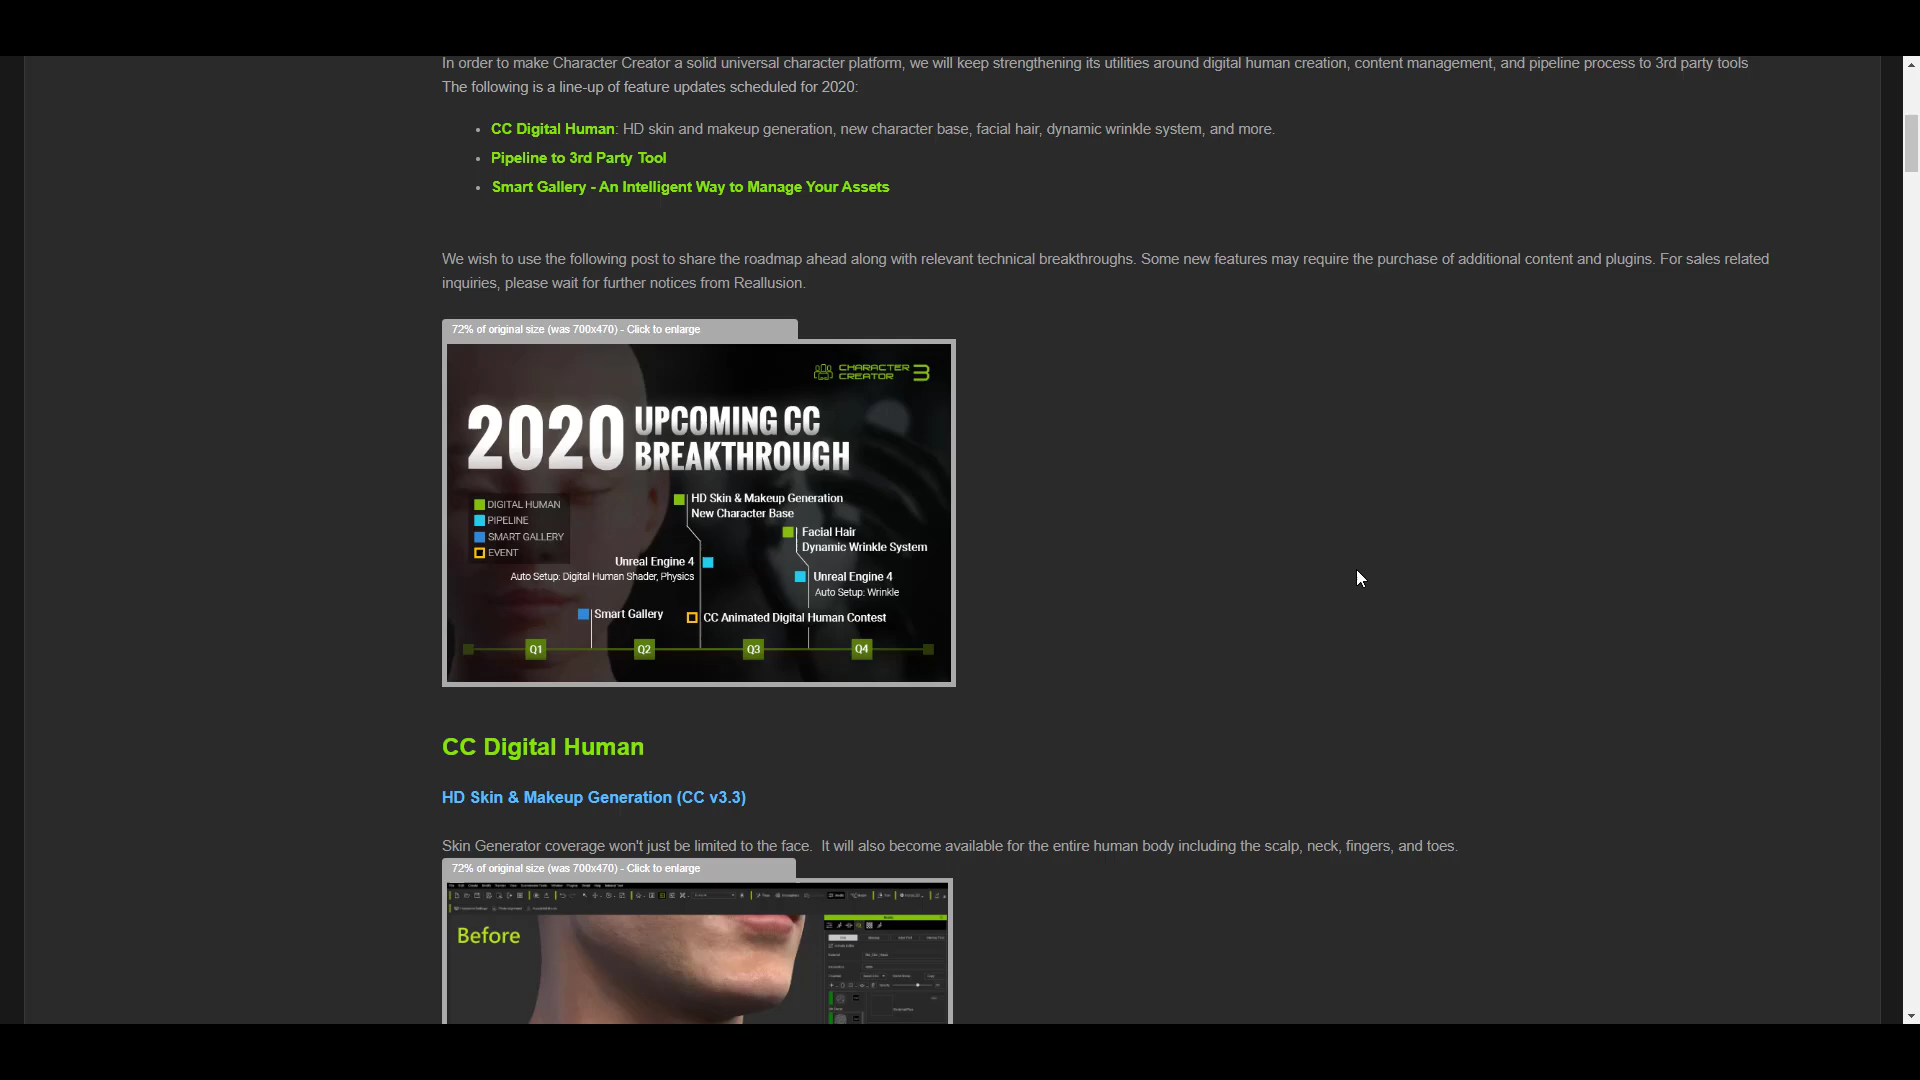 In order to make Character Creator a solid universal character platform, we will keep strengthening its utilities around digital human creation, content management, and pipeline process to 3rd party tools
The following is a line-up of feature updates scheduled for 2020:
• CC Digital Human: HD skin and makeup generation, new character base, facial hair, dynamic wrinkle system, and more.
• Pipeline to 3rd Party Tool
• Smart Gallery - An Intelligent Way to Manage Your Assets
We wish to use the following post to share the roadmap ahead along with relevant technical breakthroughs. Some new features may require the purchase of additional content and plugins. For sales related
inquiries, please wait for further notices from Reallusion.
72% of original size (was 700x470) - Click to enlarge
CHARACTER
CREATOR 3
2020 UPCOMING CC
BREAKTHROUGH
DIGITAL HUMAN
PIPELINE
SMART GALLERY
EVENT
HD Skin & Makeup Generation
New Character Base
Facial Hair
Dynamic Wrinkle System
Unreal Engine 4
Auto Setup: Digital Human Shader, Physics
Unreal Engine 4
Auto Setup: Wrinkle
Smart Gallery
CC Animated Digital Human Contest
Q1 Q2 Q3 Q4
CC Digital Human
HD Skin & Makeup Generation (CC v3.3)
Skin Generator coverage won't just be limited to the face.  It will also become available for the entire human body including the scalp, neck, fingers, and toes.
72% of original size (was 700x470) - Click to enlarge
Before